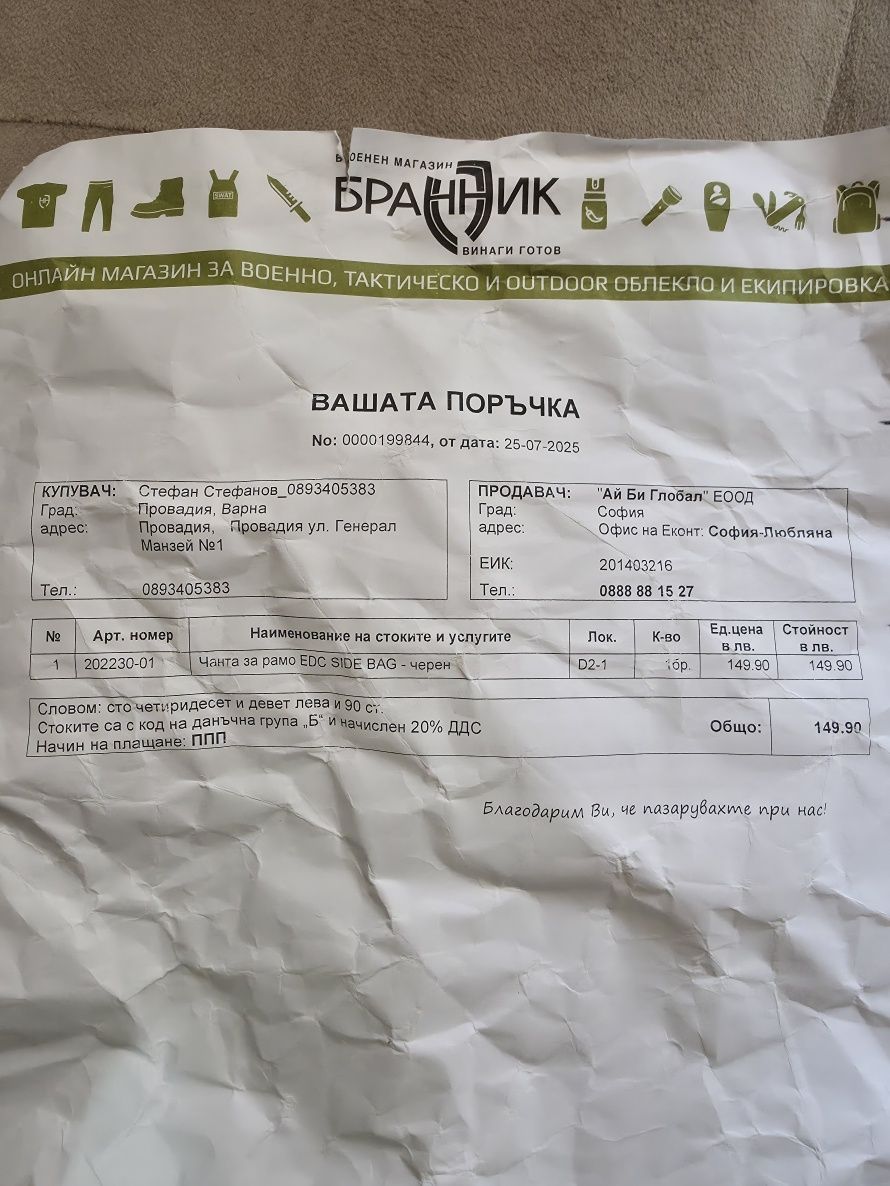 ВОЕНЕН МАГАЗИН
БРАННИК
ВИНАГИ ГОТОВ
SWAT
ОНЛАЙН МАГАЗИН ЗА ВОЕННО, ТАКТИЧЕСКО И OUTDOOR ОБЛЕКЛО И ЕКИПИРОВКА
ВАШАТА ПОРЪЧКА
No: 0000199844, от дата: 25-07-2025
КУПУВАЧ: Стефан Стефанов_0893405383
Град: Провадия, Варна
адрес: Провадия, Провадия ул. Генерал
Манзей №1
Тел.: 0893405383
ПРОДАВАЧ: "Ай Би Глобал" ЕООД
Град: София
адрес: Офис на Еконт: София-Любляна
ЕИК: 201403216
Тел.: 0888 88 15 27
№ Арт. номер Наименование на стоките и услугите Лок. К-во Ед.цена в лв. Стойност в лв.
1 202230-01 Чанта за рамо EDC SIDE BAG - черен D2-1 1бр. 149.90 149.90
Словом: сто четиридесет и девет лева и 90 ст.
Стоките са с код на данъчна група „Б“ и начислен 20% ДДС
Начин на плащане: ППП
Общо: 149.90
Благодарим Ви, че пазарувахте при нас!